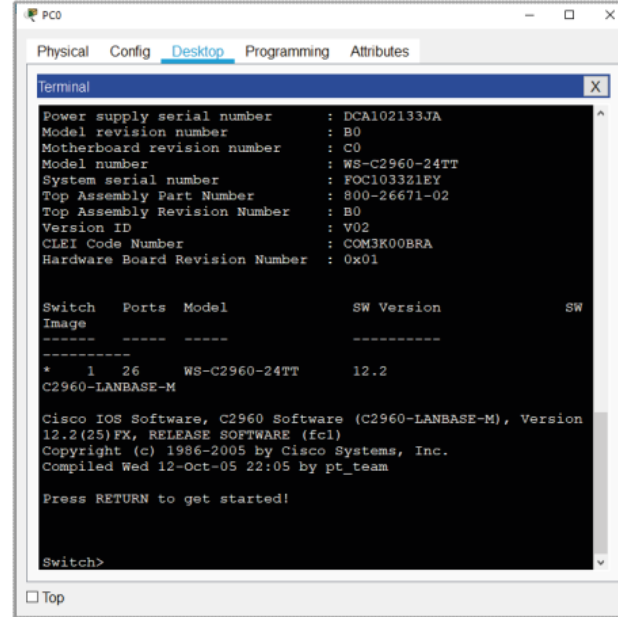 PC0
Physical Config Desktop Programming Attributes
Terminal X
Power supply serial number : DCA102133JA
Model revision number : B0
Motherboard revision number : C0
Model number : WS-C2960-24TT
System serial number : FOC1033Z1EY
Top Assembly Part Number : 800-26671-02
Top Assembly Revision Number : B0
Version ID : V02
CLEI Code Number : COM3K00BRA
Hardware Board Revision Number : 0x01
Switch Ports Model SW Version SW
Image
------ ----- ----- ----------
----------
* 1 26 WS-C2960-24TT 12.2
C2960-LANBASE-M
Cisco IOS Software, C2960 Software (C2960-LANBASE-M), Version
12.2(25)FX, RELEASE SOFTWARE (fc1)
Copyright (c) 1986-2005 by Cisco Systems, Inc.
Compiled Wed 12-Oct-05 22:05 by pt_team
Press RETURN to get started!
Switch>
Top